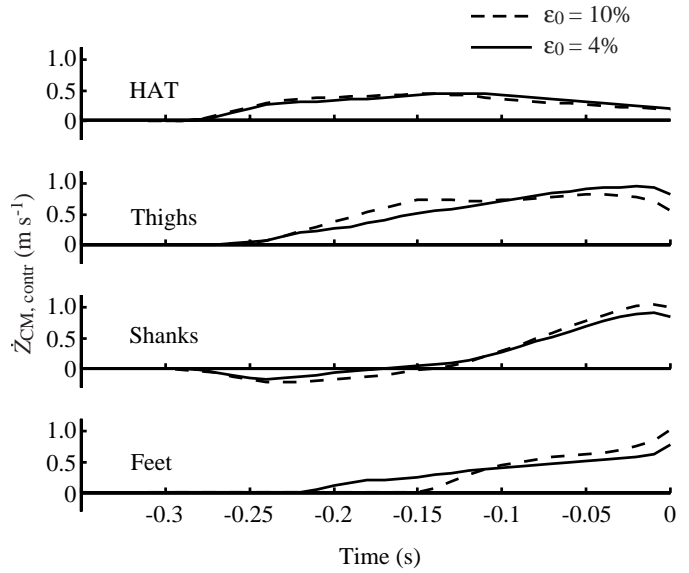 ε0 = 10%
ε0 = 4%
1.0
0.5
0
HAT
1.0
0.5
0
Thighs
1.0
0.5
0
Shanks
1.0
0.5
0
Feet
ŻCM, contr (m s-1)
-0.3 -0.25 -0.2 -0.15 -0.1 -0.05 0
Time (s)